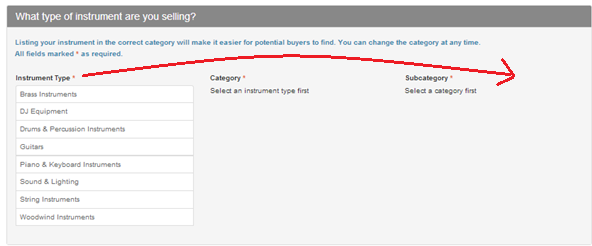 What type of instrument are you selling?
Listing your instrument in the correct category will make it easier for potential buyers to find. You can change the category at any time.
All fields marked * as required.
Instrument Type * Category * Subcategory *
Brass Instruments Select an instrument type first Select a category first
DJ Equipment
Drums & Percussion Instruments
Guitars
Piano & Keyboard Instruments
Sound & Lighting
String Instruments
Woodwind Instruments